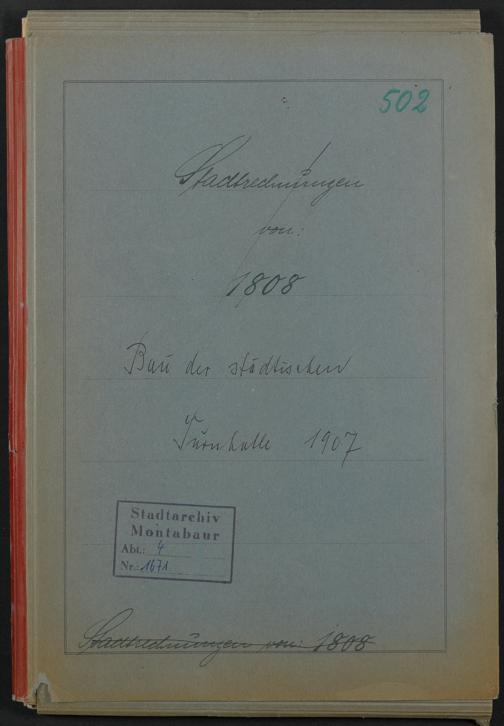 502
Stadtrechnungen
von:
1808
Bau der städtischen
Turnhalle 1907
Stadtarchiv
Montabaur
Abt.: 4
Nr.: 1671
Stadtrechnungen von: 1808